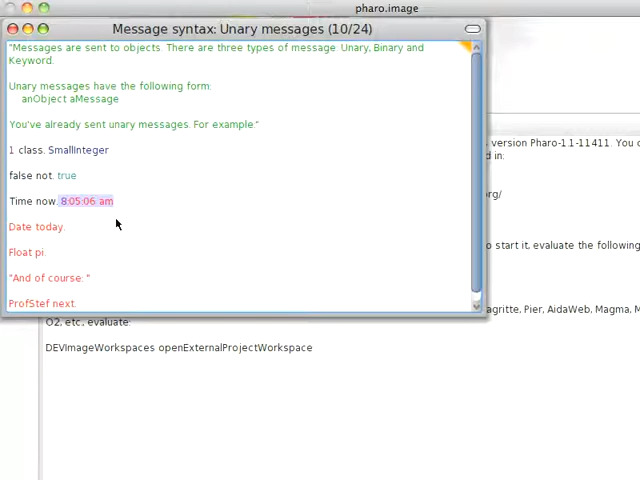 pharo.image
Message syntax: Unary messages (10/24)
"Messages are sent to objects. There are three types of message: Unary, Binary and
Keyword.
Unary messages have the following form:
anObject aMessage
You've already sent unary messages. For example:"
1 class. SmallInteger
false not. true
Time now. 8:05:06 am
Date today.
Float pi.
"And of course: "
ProfStef next.
version Pharo-1.1-11411. You
d in:
org/
o start it, evaluate the following
agritte, Pier, AidaWeb, Magma,
O2, etc, evaluate:
DEVImageWorkspaces openExternalProjectWorkspace